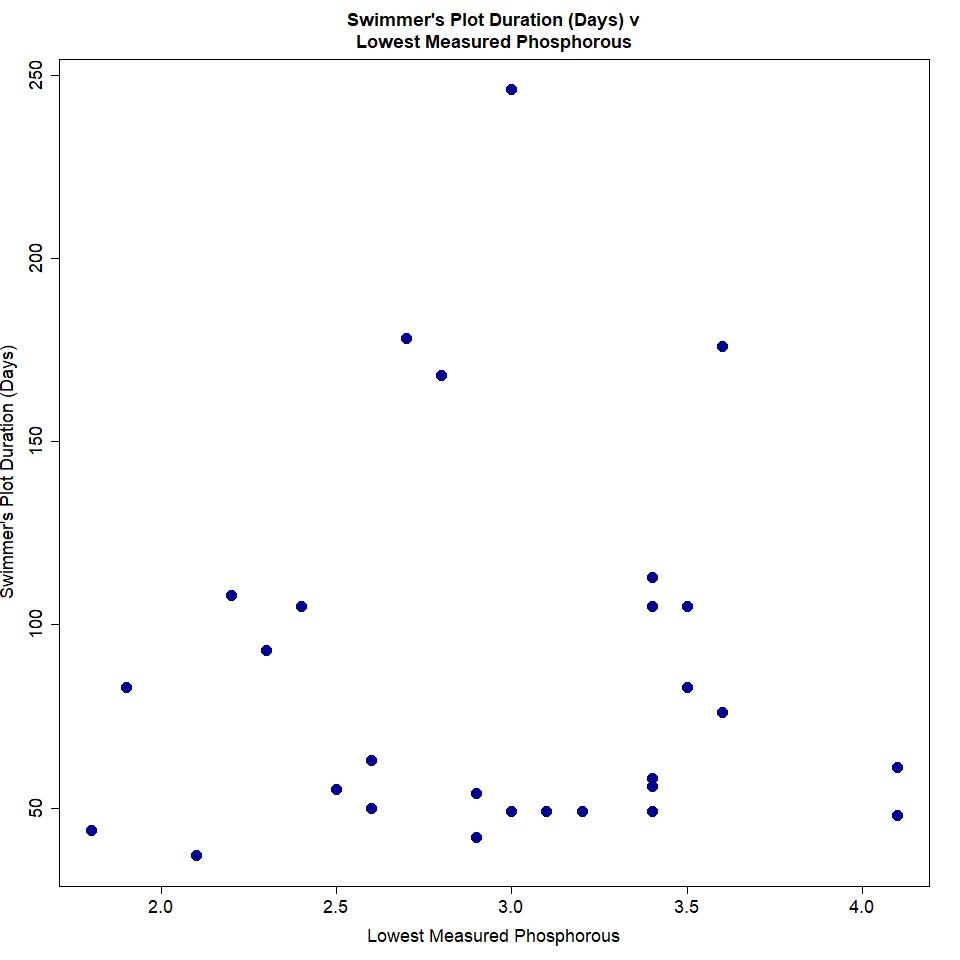 Swimmer's Plot Duration (Days) v
Lowest Measured Phosphorous
250
200
150
100
50
Swimmer's Plot Duration (Days)
2.0 2.5 3.0 3.5 4.0
Lowest Measured Phosphorous